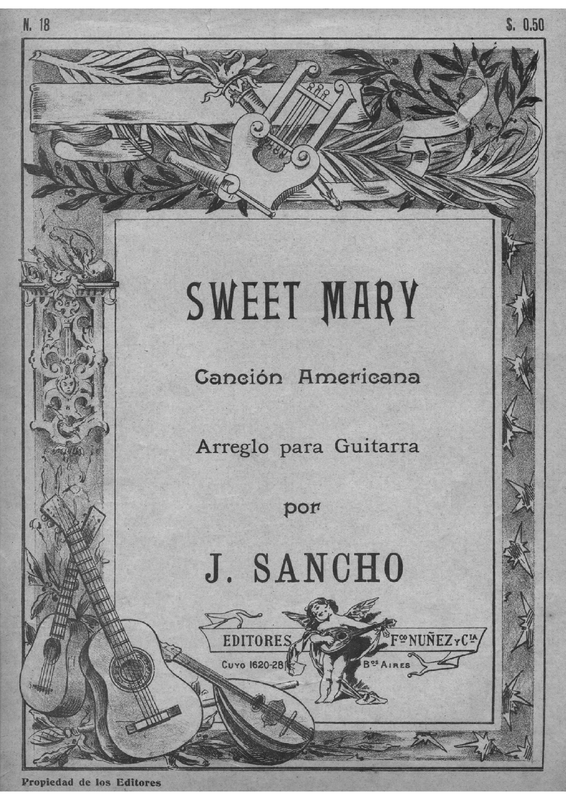 N. 18
$. 0.50
SWEET MARY
Canción Americana
Arreglo para Guitarra
por
J. SANCHO
EDITORES Fco NUÑEZ y CIA
CUYO 1620-28 Bos AIRES
Propiedad de los Editores